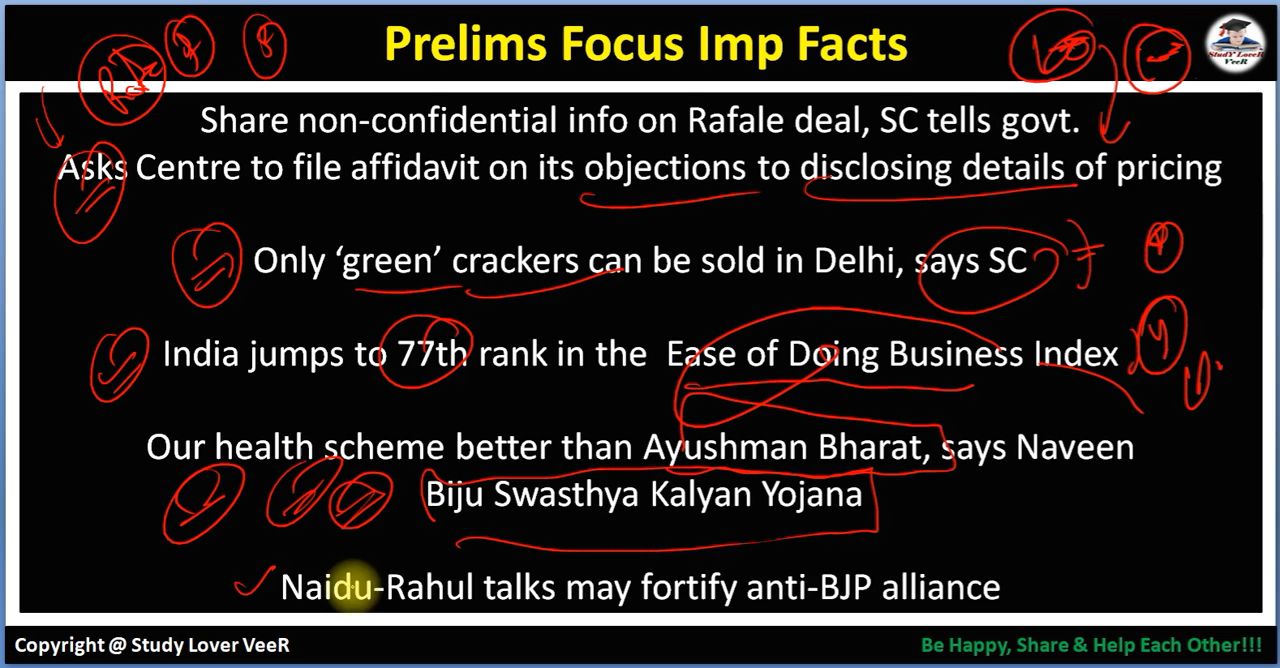 Prelims Focus Imp Facts
StudY LoveR
VeeR
Share non-confidential info on Rafale deal, SC tells govt.
Asks Centre to file affidavit on its objections to disclosing details of pricing
Only ‘green’ crackers can be sold in Delhi, says SC
India jumps to 77th rank in the Ease of Doing Business Index
Our health scheme better than Ayushman Bharat, says Naveen
Biju Swasthya Kalyan Yojana
Naidu-Rahul talks may fortify anti-BJP alliance
Copyright @ Study Lover VeeR
Be Happy, Share & Help Each Other!!!